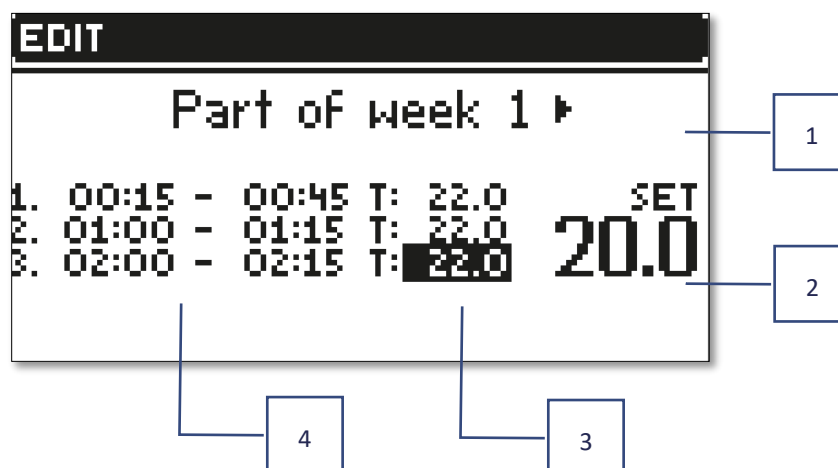 EDIT
Part of week 1
1
1. 00:15 - 00:45 T: 22.0 SET
2. 01:00 - 01:15 T: 22.0 20.0
3. 02:00 - 02:15 T: 22.0
2
4
3